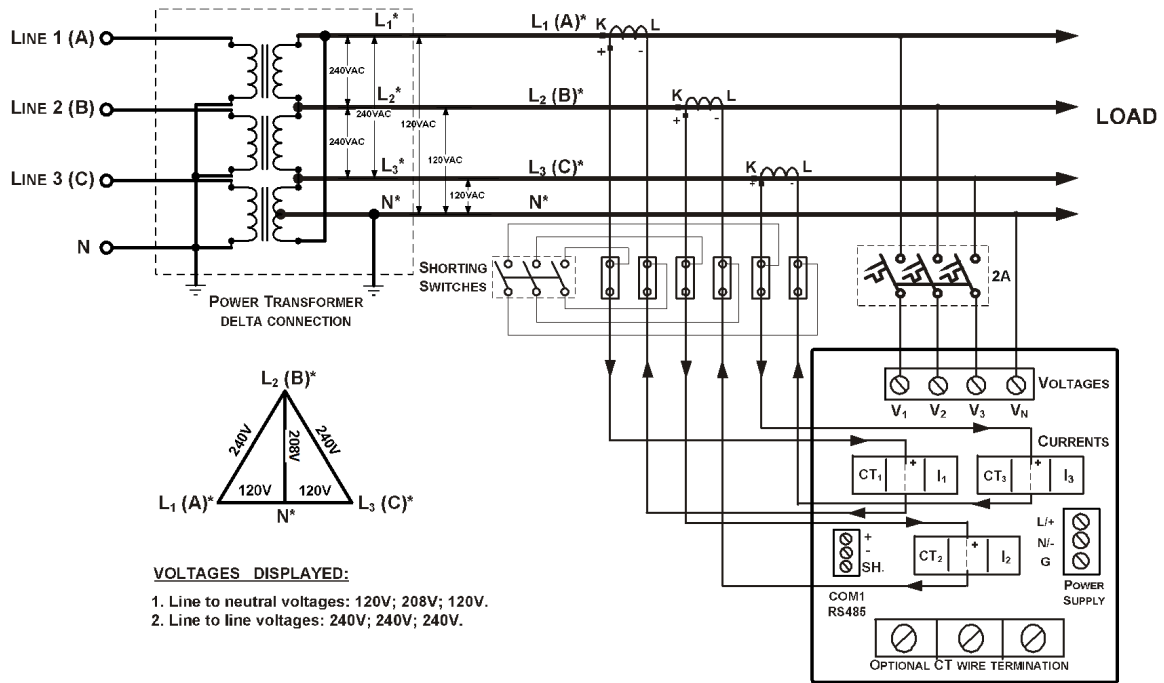 LINE 1 (A)
LINE 2 (B)
LINE 3 (C)
N
L₁*
L₂*
L₃*
N*
240VAC
240VAC
240VAC
120VAC
120VAC
120VAC
L₁ (A)*
L₂ (B)*
L₃ (C)*
N*
K L
+ -
K L
+ -
K L
+ -
LOAD
POWER TRANSFORMER
DELTA CONNECTION
SHORTING
SWITCHES
2A
VOLTAGES
V₁ V₂ V₃ VN
CURRENTS
CT₁ + I₁
CT₃ + I₃
CT₂ + I₂
+
-
SH.
COM1
RS485
L/+
N/-
G
POWER
SUPPLY
OPTIONAL CT WIRE TERMINATION
L₂ (B)*
240V 208V 240V
120V 120V
L₁ (A)* N* L₃ (C)*
VOLTAGES DISPLAYED:
1. Line to neutral voltages: 120V; 208V; 120V.
2. Line to line voltages: 240V; 240V; 240V.